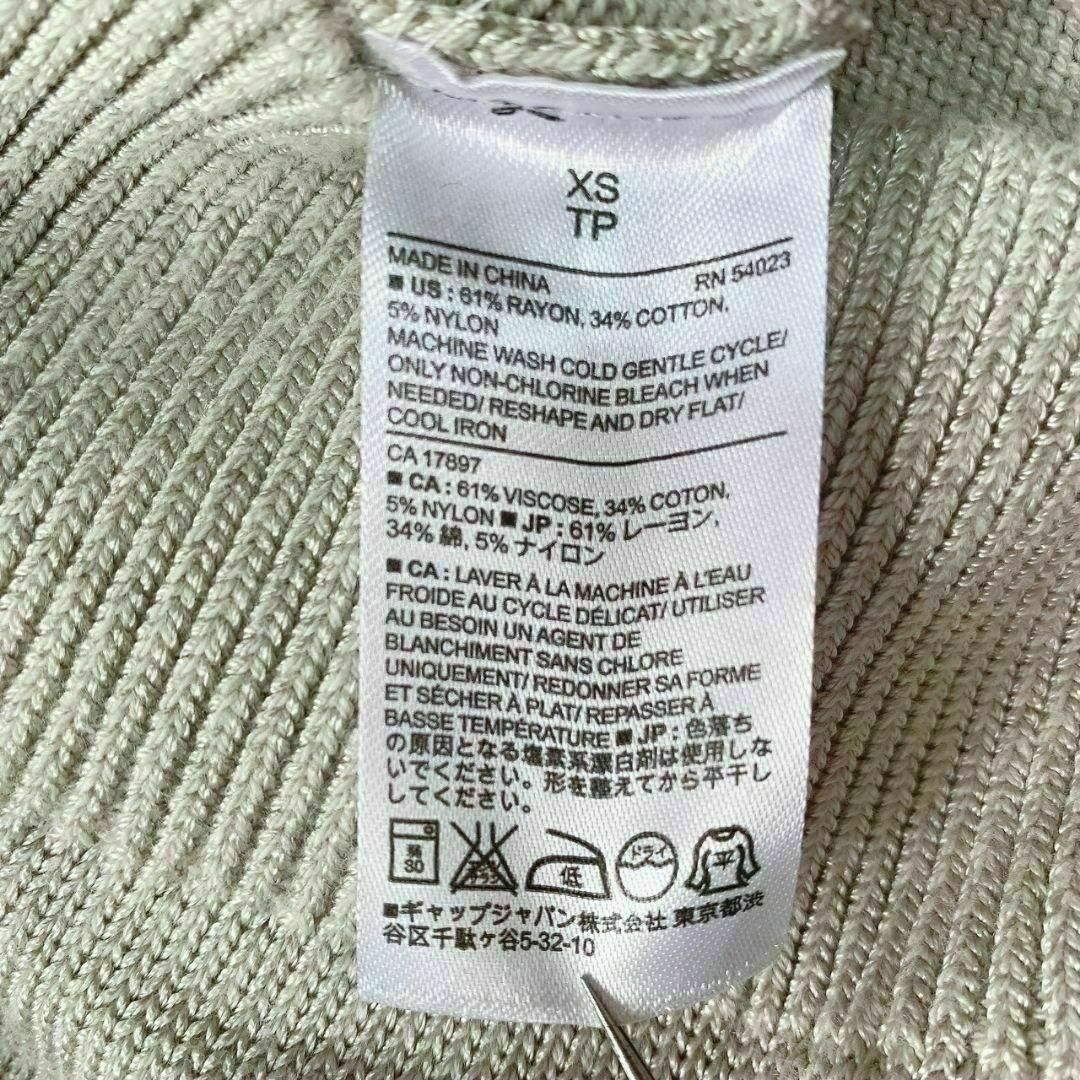 XS
TP
MADE IN CHINA RN 54023
■ US : 61% RAYON, 34% COTTON,
5% NYLON
MACHINE WASH COLD GENTLE CYCLE/
ONLY NON-CHLORINE BLEACH WHEN
NEEDED/ RESHAPE AND DRY FLAT/
COOL IRON
CA 17897
■ CA : 61% VISCOSE, 34% COTON,
5% NYLON ■ JP : 61% レーヨン,
34% 綿, 5% ナイロン
■ CA : LAVER À LA MACHINE À L'EAU
FROIDE AU CYCLE DÉLICAT/ UTILISER
AU BESOIN UN AGENT DE
BLANCHIMENT SANS CHLORE
UNIQUEMENT/ REDONNER SA FORME
ET SÉCHER À PLAT/ REPASSER À
BASSE TEMPÉRATURE ■ JP : 色落ち
の原因となる塩素系漂白剤は使用しな
いでください。形を整えてから平干し
してください。
弱 30 低 ドライ 平
■ギャップジャパン株式会社 東京都渋
谷区千駄ヶ谷5-32-10